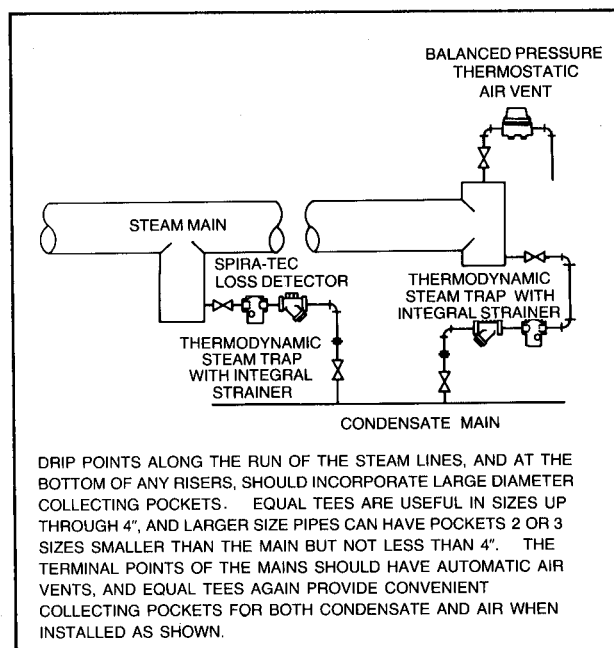 BALANCED PRESSURE
THERMOSTATIC
AIR VENT
STEAM MAIN
SPIRA-TEC
LOSS DETECTOR
THERMODYNAMIC
STEAM TRAP WITH
INTEGRAL STRAINER
THERMODYNAMIC
STEAM TRAP
WITH INTEGRAL
STRAINER
CONDENSATE MAIN
DRIP POINTS ALONG THE RUN OF THE STEAM LINES, AND AT THE
BOTTOM OF ANY RISERS, SHOULD INCORPORATE LARGE DIAMETER
COLLECTING POCKETS. EQUAL TEES ARE USEFUL IN SIZES UP
THROUGH 4", AND LARGER SIZE PIPES CAN HAVE POCKETS 2 OR 3
SIZES SMALLER THAN THE MAIN BUT NOT LESS THAN 4". THE
TERMINAL POINTS OF THE MAINS SHOULD HAVE AUTOMATIC AIR
VENTS, AND EQUAL TEES AGAIN PROVIDE CONVENIENT
COLLECTING POCKETS FOR BOTH CONDENSATE AND AIR WHEN
INSTALLED AS SHOWN.